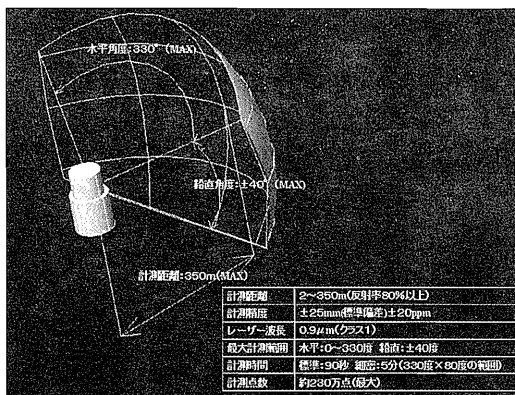 水平角度:330°(MAX)
鉛直角度:±40°(MAX)
計測距離:350m(MAX)
計測距離 2～350m(反射率80%以上)
計測精度 ±25mm(標準偏差)±20ppm
レーザー波長 0.9μm(クラス1)
最大計測範囲 水平:0～330度 鉛直:±40度
計測時間 標準:90秒 細密:5分(330度×80度の範囲)
計測点数 約230万点(最大)